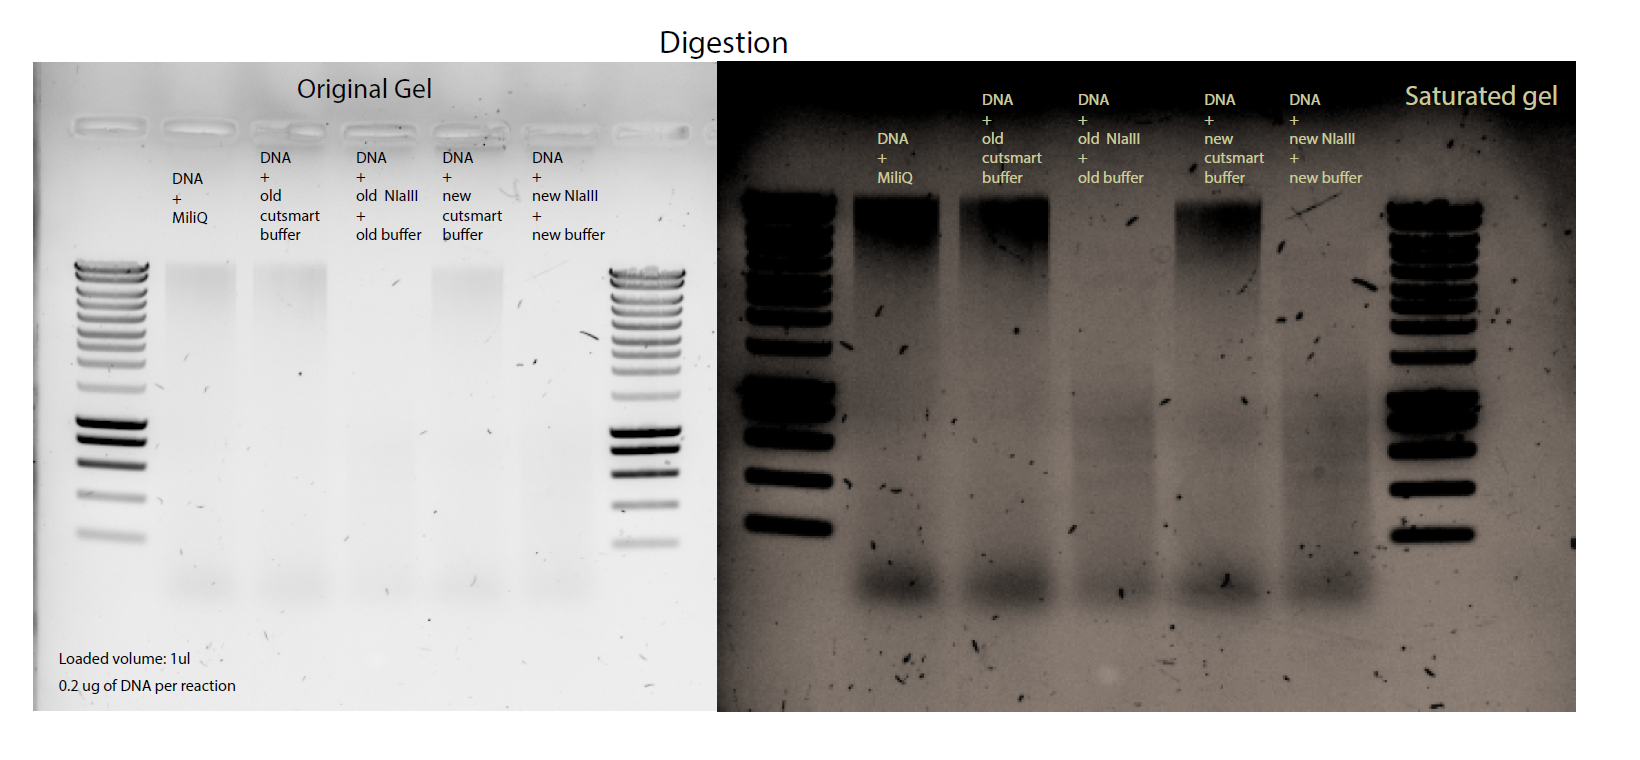 Digestion
Original Gel
DNA
+
MiliQ
DNA
+
old
cutsmart
buffer
DNA
+
old NlaIII
+
old buffer
DNA
+
new
cutsmart
buffer
DNA
+
new NlaIII
+
new buffer
Loaded volume: 1ul
0.2 ug of DNA per reaction
Saturated gel
DNA
+
MiliQ
DNA
+
old
cutsmart
buffer
DNA
+
old NlaIII
+
old buffer
DNA
+
new
cutsmart
buffer
DNA
+
new NlaIII
+
new buffer